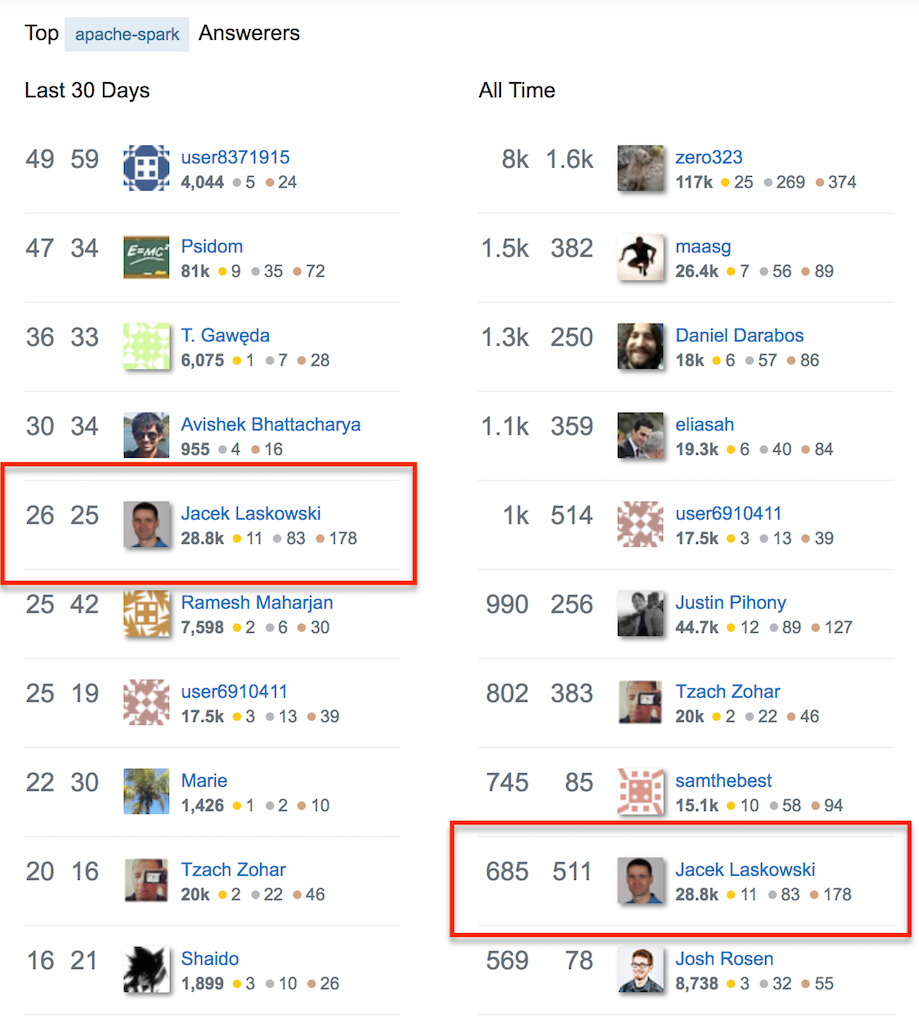 Top apache-spark Answerers
Last 30 Days
49 59 user8371915
4,044 5 24
47 34 Psidom
E=MC²
81k 9 35 72
36 33 T. Gawęda
6,075 1 7 28
30 34 Avishek Bhattacharya
955 4 16
26 25 Jacek Laskowski
28.8k 11 83 178
25 42 Ramesh Maharjan
7,598 2 6 30
25 19 user6910411
17.5k 3 13 39
22 30 Marie
1,426 1 2 10
20 16 Tzach Zohar
20k 2 22 46
16 21 Shaido
1,899 3 10 26
All Time
8k 1.6k zero323
117k 25 269 374
1.5k 382 maasg
26.4k 7 56 89
1.3k 250 Daniel Darabos
18k 6 57 86
1.1k 359 eliasah
19.3k 6 40 84
1k 514 user6910411
17.5k 3 13 39
990 256 Justin Pihony
44.7k 12 89 127
802 383 Tzach Zohar
20k 2 22 46
745 85 samthebest
15.1k 10 58 94
685 511 Jacek Laskowski
28.8k 11 83 178
569 78 Josh Rosen
8,738 3 32 55